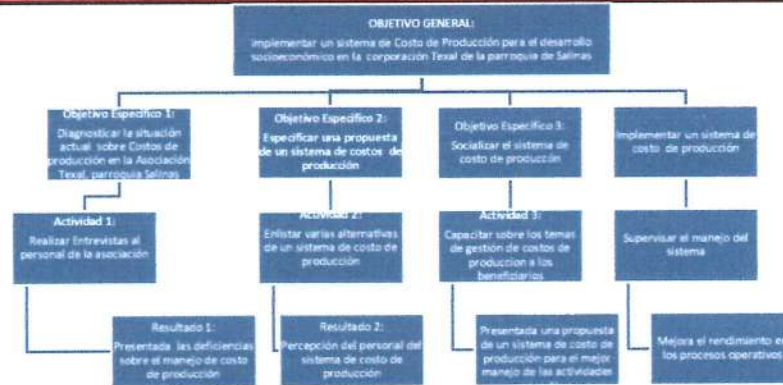 OBJETIVO GENERAL:
Implementar un sistema de Costo de Producción para el desarrollo
socioeconómico en la corporación Texal de la parroquia de Salinas
Objetivo Específico 1:
Diagnosticar la situación
actual sobre Costos de
producción en la Asociación
Texal, parroquia Salinas
Objetivo Específico 2:
Especificar una propuesta
de un sistema de costos de
producción
Objetivo Específico 3:
Socializar el sistema de
costo de producción
Implementar un sistema de
costo de producción
Actividad 1:
Realizar Entrevistas al
personal de la asociación
Actividad 2:
Enlistar varias alternativas
de un sistema de costo de
producción
Actividad 3:
Capacitar sobre los temas
de gestión de costos de
produccion a los
beneficiarios
Supervisar el manejo del
sistema
Resultado 1:
Presentada las deficiencias
sobre el manejo de costo
de producción
Resultado 2:
Percepción del personal del
sistema de costo de
producción
Presentada una propuesta
de un sistema de costo de
producción para el mejor
manejo de las actividades
Mejora el rendimiento en
los procesos operativos